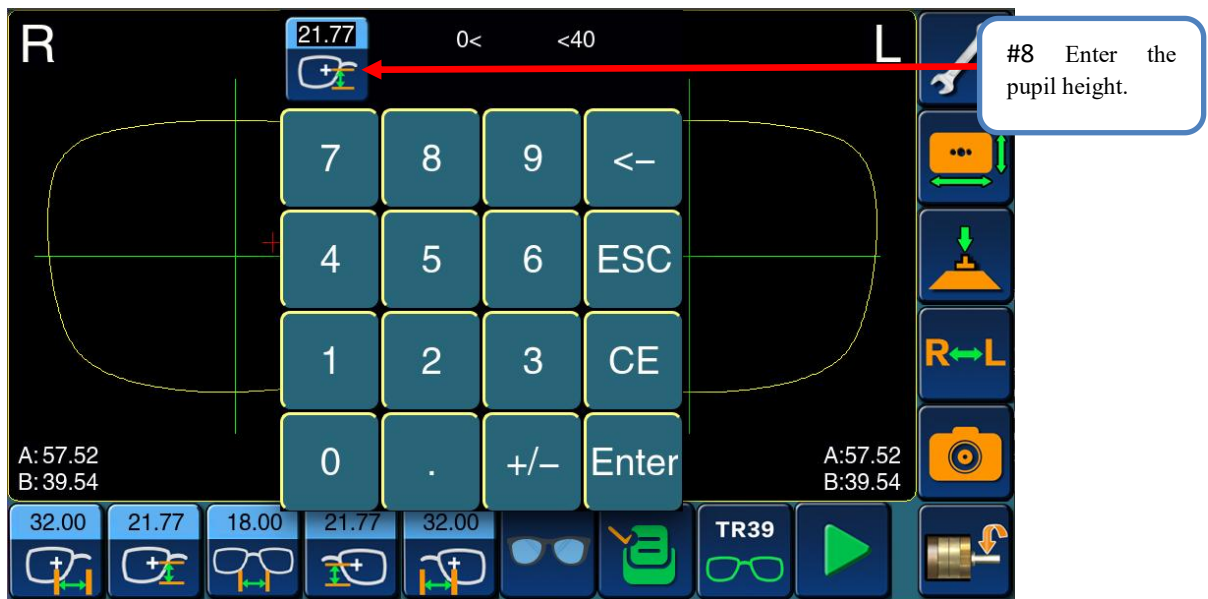 R
21.77
0< <40
L
#8 Enter the
pupil height.
7 8 9 <–
4 5 6 ESC
1 2 3 CE
0 . +/– Enter
R L
A:57.52
B:39.54
A:57.52
B:39.54
32.00 21.77 18.00 21.77 32.00
TR39